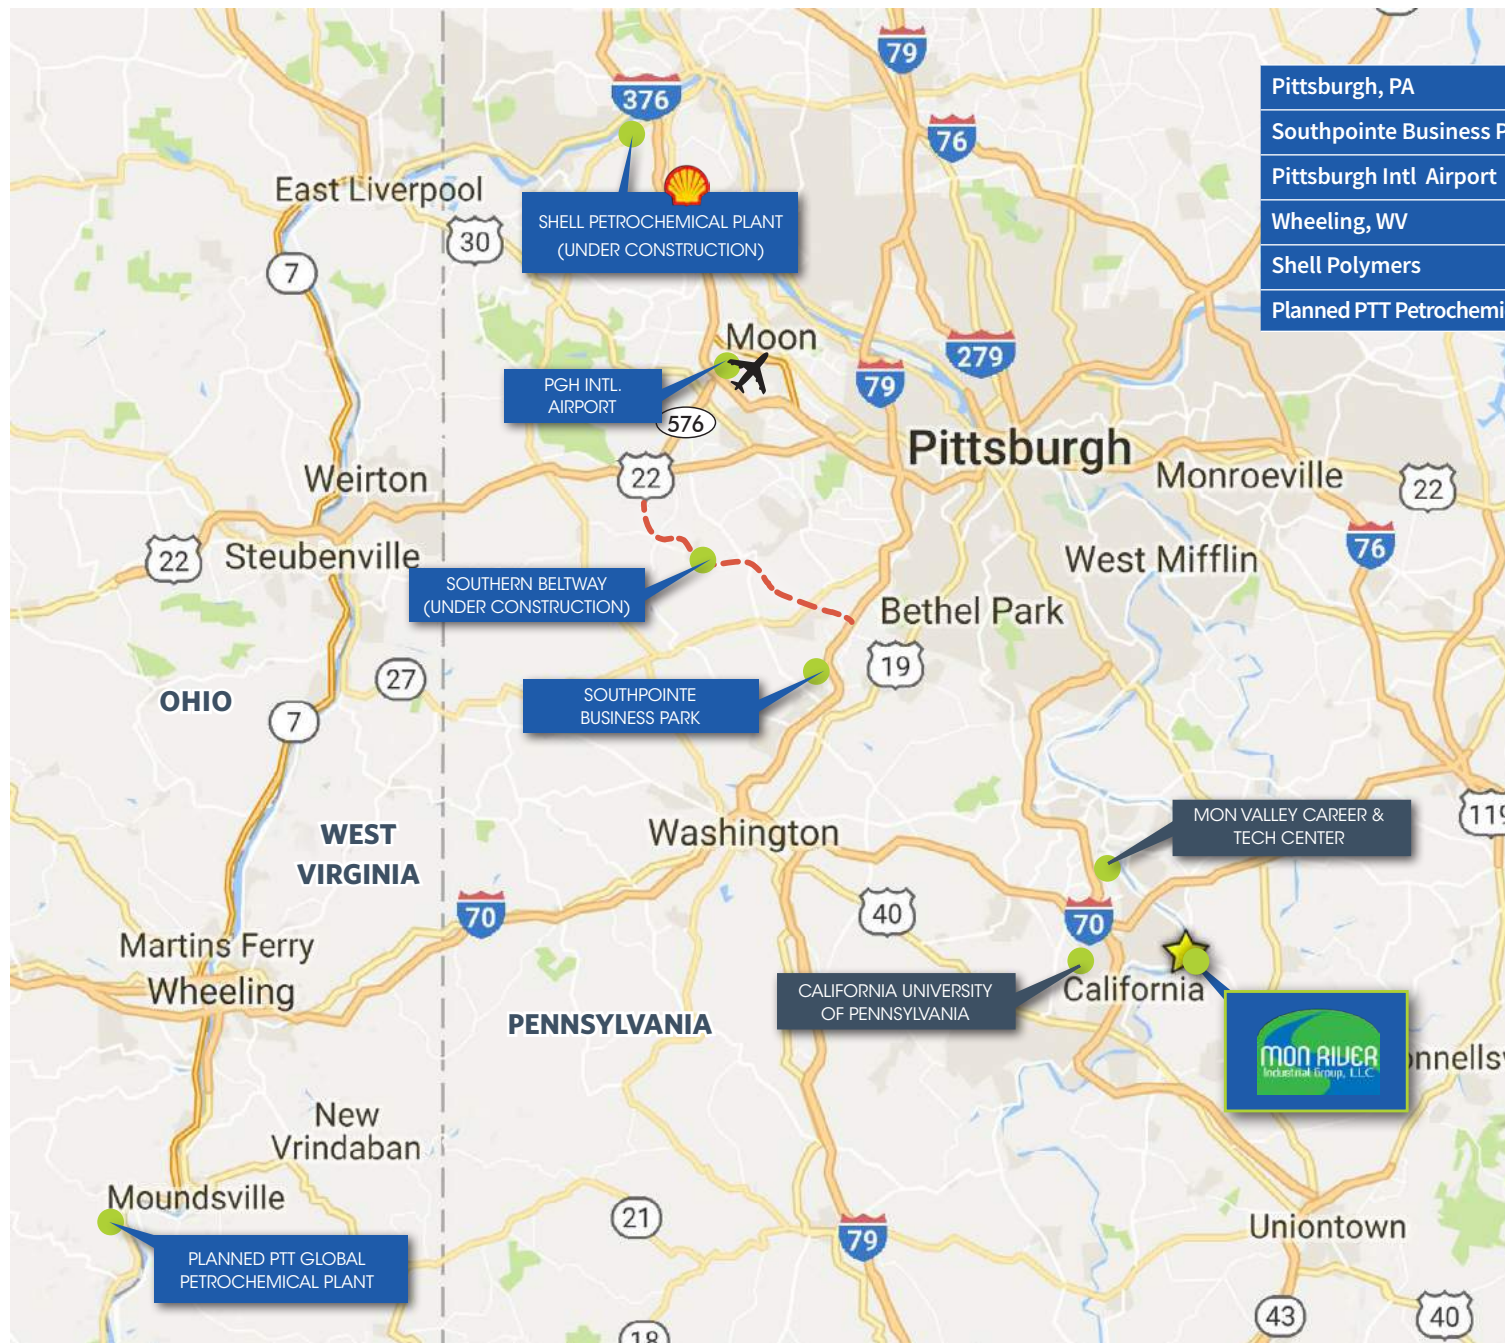 79
376
Pittsburgh, PA
76
Southpointe Business P
Pittsburgh Intl Airport
East Liverpool
SHELL PETROCHEMICAL PLANT
(UNDER CONSTRUCTION)
30
Wheeling, WV
7
Shell Polymers
Planned PTT Petrochemi
Moon
279
PGH INTL.
AIRPORT
79
576
Pittsburgh
Weirton
22
Monroeville
22
22
Steubenville
West Mifflin
76
SOUTHERN BELTWAY
(UNDER CONSTRUCTION)
Bethel Park
27
19
OHIO
SOUTHPOINTE
BUSINESS PARK
7
WEST
VIRGINIA
Washington
MON VALLEY CAREER &
TECH CENTER
119
70
40
70
Martins Ferry
Wheeling
CALIFORNIA UNIVERSITY
OF PENNSYLVANIA
California
PENNSYLVANIA
MON RIVER
Industrial Group, LLC
onnellsv
New
Vrindaban
Moundsville
21
79
Uniontown
PLANNED PTT GLOBAL
PETROCHEMICAL PLANT
43
40
18